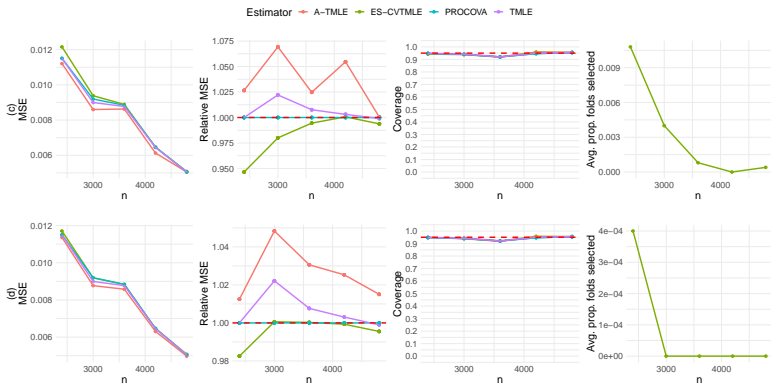 Estimator A−TMLE ES−CVTMLE PROCOVA TMLE
(c)
MSE
0.012
0.010
0.008
0.006
3000 4000
n
Relative MSE
1.075
1.050
1.025
1.000
0.975
0.950
3000 4000
n
Coverage
1.0
0.9
0.8
0.7
0.6
0.5
0.4
0.3
0.2
0.1
0.0
3000 4000
n
Avg. prop. folds selected
0.009
0.006
0.003
0.000
3000 4000
n
(d)
MSE
0.012
0.010
0.008
0.006
3000 4000
n
Relative MSE
1.04
1.02
1.00
0.98
3000 4000
n
Coverage
1.0
0.9
0.8
0.7
0.6
0.5
0.4
0.3
0.2
0.1
0.0
3000 4000
n
Avg. prop. folds selected
4e−04
3e−04
2e−04
1e−04
0e+00
3000 4000
n